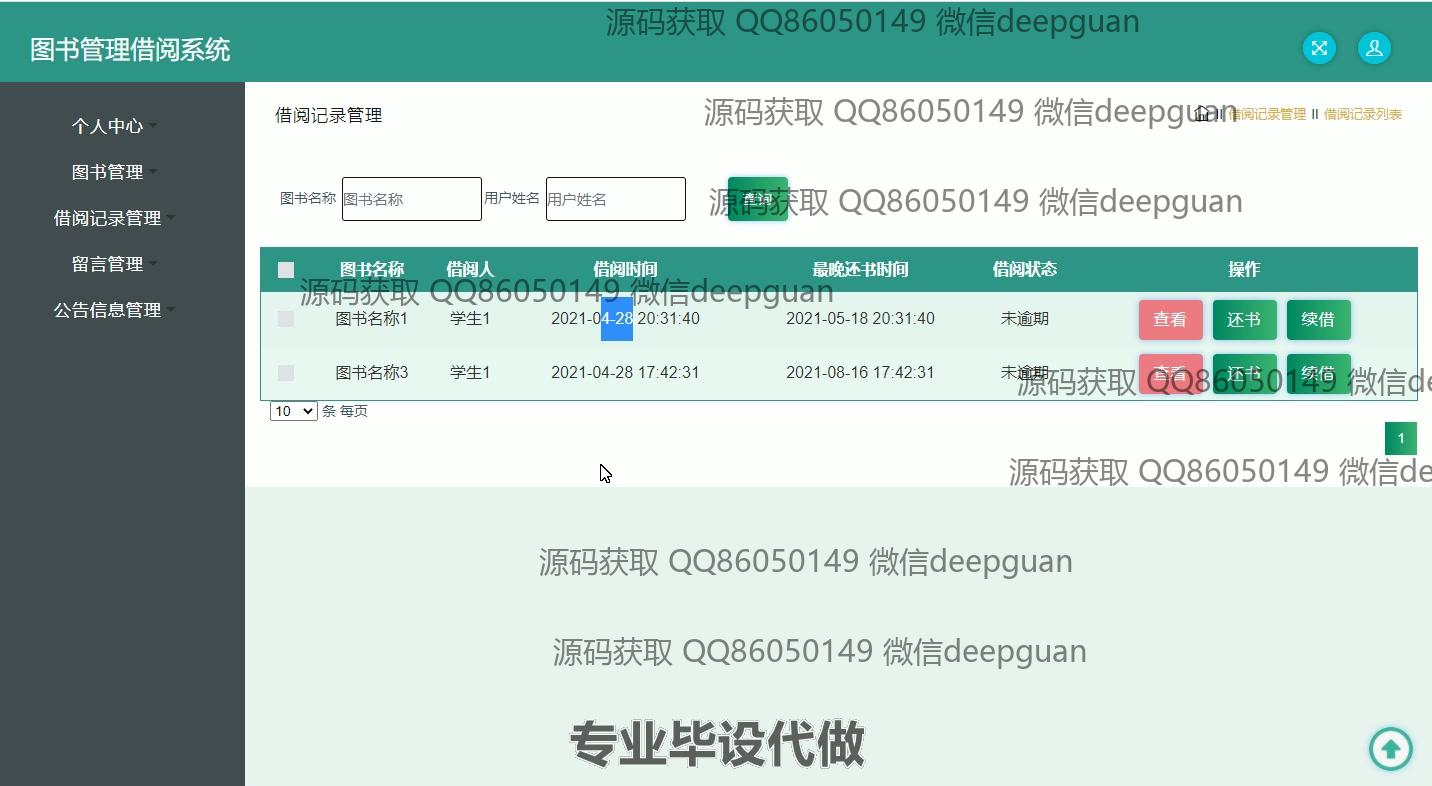 源码获取 QQ86050149 微信deepguan
图书管理借阅系统
个人中心
图书管理
借阅记录管理
留言管理
公告信息管理
借阅记录管理
源码获取 QQ86050149 微信deepguan
借阅记录管理 II 借阅记录列表
图书名称 图书名称 用户姓名 用户姓名 查询
源码获取 QQ86050149 微信deepguan
图书名称 借阅人 借阅时间 最晚还书时间 借阅状态 操作
源码获取 QQ86050149 微信deepguan
图书名称1 学生1 2021-04-28 20:31:40 2021-05-18 20:31:40 未逾期 查看 还书 续借
图书名称3 学生1 2021-04-28 17:42:31 2021-08-16 17:42:31 未逾期 查看 还书 续借
源码获取 QQ86050149 微信de
10 条 每页
1
源码获取 QQ86050149 微信de
源码获取 QQ86050149 微信deepguan
源码获取 QQ86050149 微信deepguan
专业毕设代做